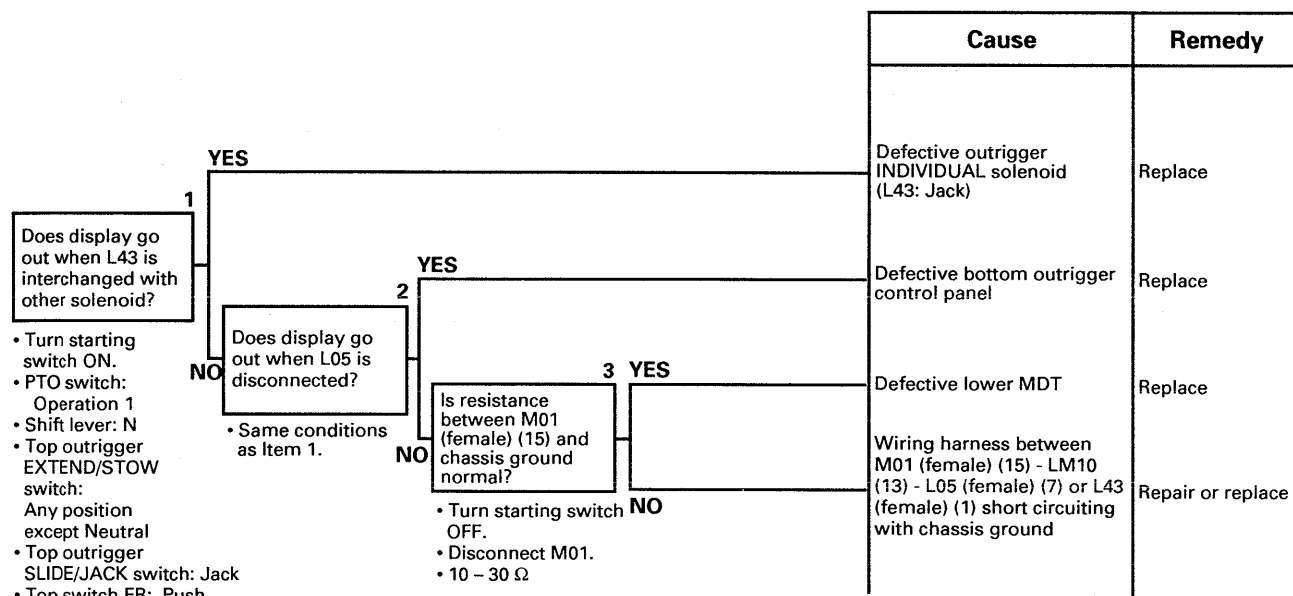 Cause
Remedy
YES
Defective outrigger
INDIVIDUAL solenoid
(L43: Jack)
Replace
1
Does display go
out when L43 is
interchanged with
other solenoid?
• Turn starting
switch ON.
• PTO switch:
Operation 1
• Shift lever: N
• Top outrigger
EXTEND/STOW
switch:
Any position
except Neutral
• Top outrigger
SLIDE/JACK switch: Jack
• Top switch FR: Push
NO
YES
Defective bottom outrigger
control panel
Replace
2
Does display go
out when L05 is
disconnected?
• Same conditions
as Item 1.
NO
3
YES
Defective lower MDT
Replace
Is resistance
between M01
(female) (15) and
chassis ground
normal?
• Turn starting switch
OFF.
• Disconnect M01.
• 10 – 30 Ω
NO
Wiring harness between
M01 (female) (15) - LM10
(13) - L05 (female) (7) or L43
(female) (1) short circuiting
with chassis ground
Repair or replace